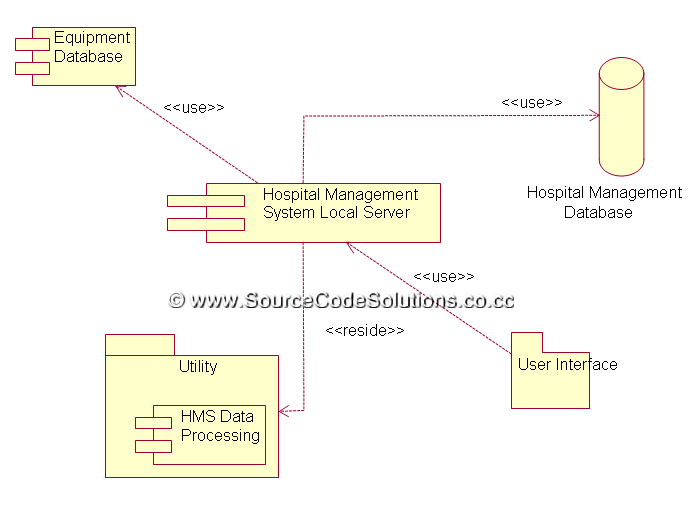 Equipment
Database
<<use>>
<<use>>
Hospital Management
System Local Server
Hospital Management
Database
<<use>>
© www.SourceCodeSolutions.co.cc
<<reside>>
Utility
User Interface
HMS Data
Processing